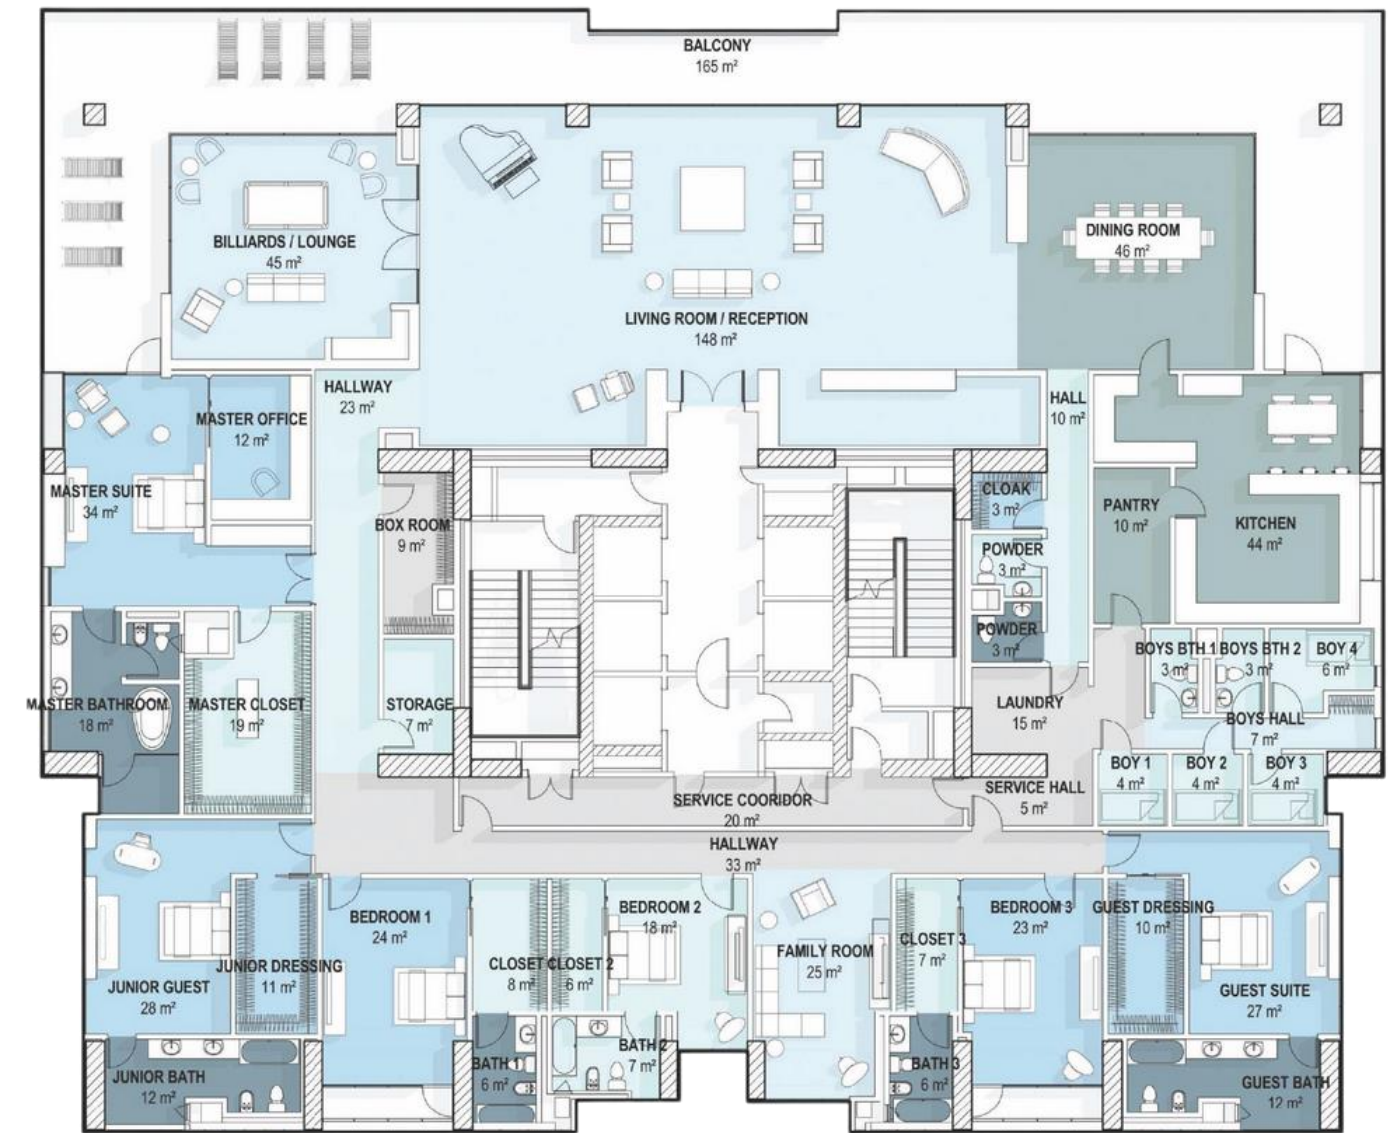 BALCONY
165 m²
BILLIARDS / LOUNGE
45 m²
DINING ROOM
46 m²
LIVING ROOM / RECEPTION
148 m²
HALLWAY
23 m²
MASTER OFFICE
12 m²
HALL
10 m²
MASTER SUITE
34 m²
BOX ROOM
9 m²
CLOAK
3 m²
PANTRY
10 m²
KITCHEN
44 m²
POWDER
3 m²
POWDER
3 m²
BOYS BTH 1
3 m²
BOYS BTH 2
3 m²
BOY 4
6 m²
MASTER BATHROOM
18 m²
MASTER CLOSET
19 m²
STORAGE
7 m²
LAUNDRY
15 m²
BOYS HALL
7 m²
BOY 1
4 m²
BOY 2
4 m²
BOY 3
4 m²
SERVICE COORIDOR
20 m²
SERVICE HALL
5 m²
HALLWAY
33 m²
BEDROOM 1
24 m²
BEDROOM 2
18 m²
BEDROOM 3
23 m²
GUEST DRESSING
10 m²
JUNIOR GUEST
28 m²
JUNIOR DRESSING
11 m²
CLOSET
8 m²
CLOSET 2
6 m²
FAMILY ROOM
25 m²
CLOSET 3
7 m²
GUEST SUITE
27 m²
JUNIOR BATH
12 m²
BATH 1
6 m²
BATH 2
7 m²
BATH 3
6 m²
GUEST BATH
12 m²